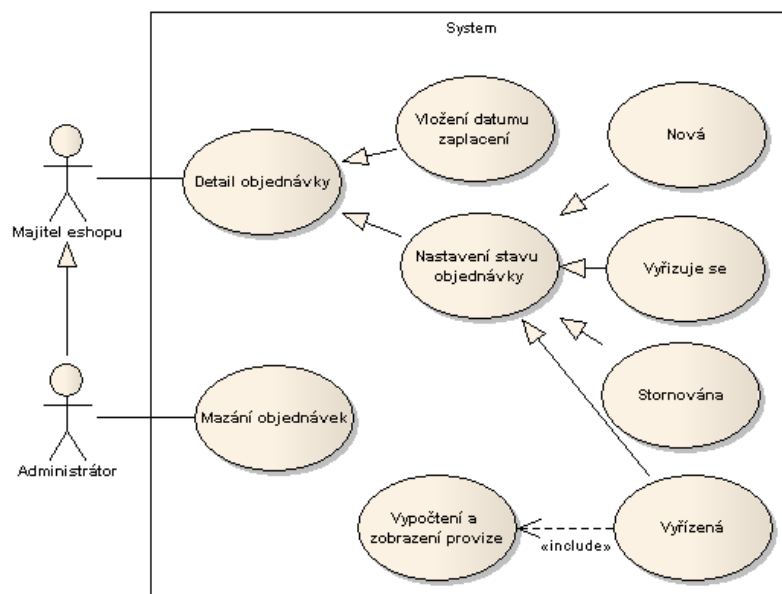 System
Vložení datumu
zaplacení
Nová
Detail objednávky
Majitel eshopu
Nastavení stavu
objednávky
Vyřizuje se
Stornována
Mazání objednávek
Administrátor
Vypočtení a
zobrazení provize
«include»
Vyřízená